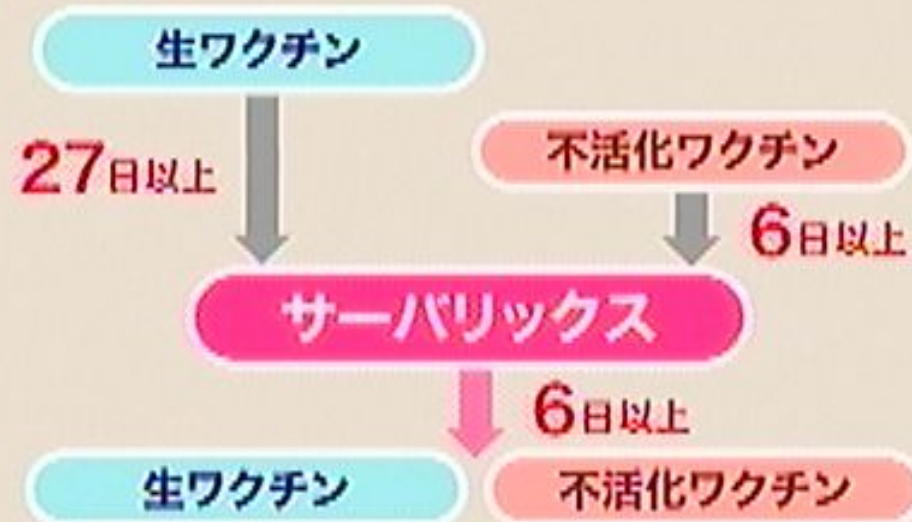 生ワクチン
27日以上
不活化ワクチン
6日以上
サーバリックス
6日以上
生ワクチン
不活化ワクチン